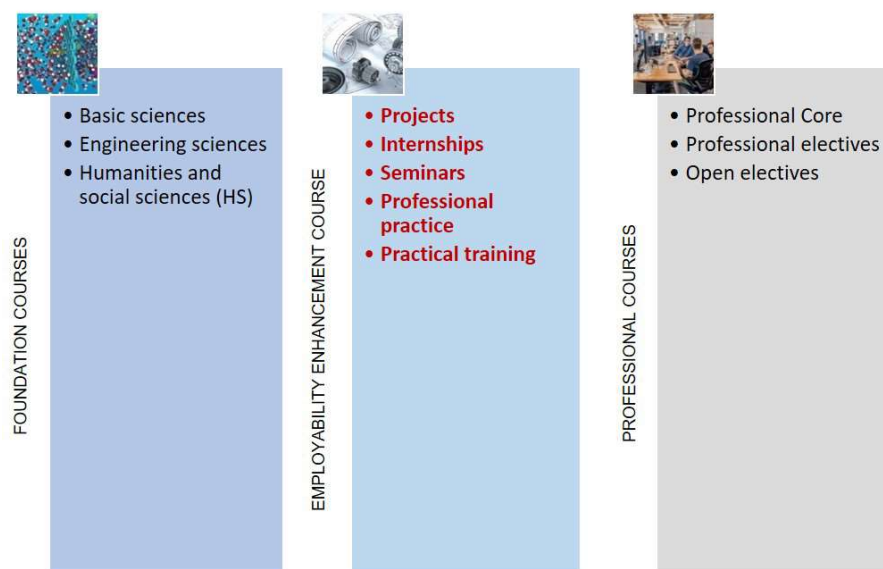 FOUNDATION COURSES
• Basic sciences
• Engineering sciences
• Humanities and
social sciences (HS)
EMPLOYABILITY ENHANCEMENT COURSE
• Projects
• Internships
• Seminars
• Professional
practice
• Practical training
PROFESSIONAL COURSES
• Professional Core
• Professional electives
• Open electives